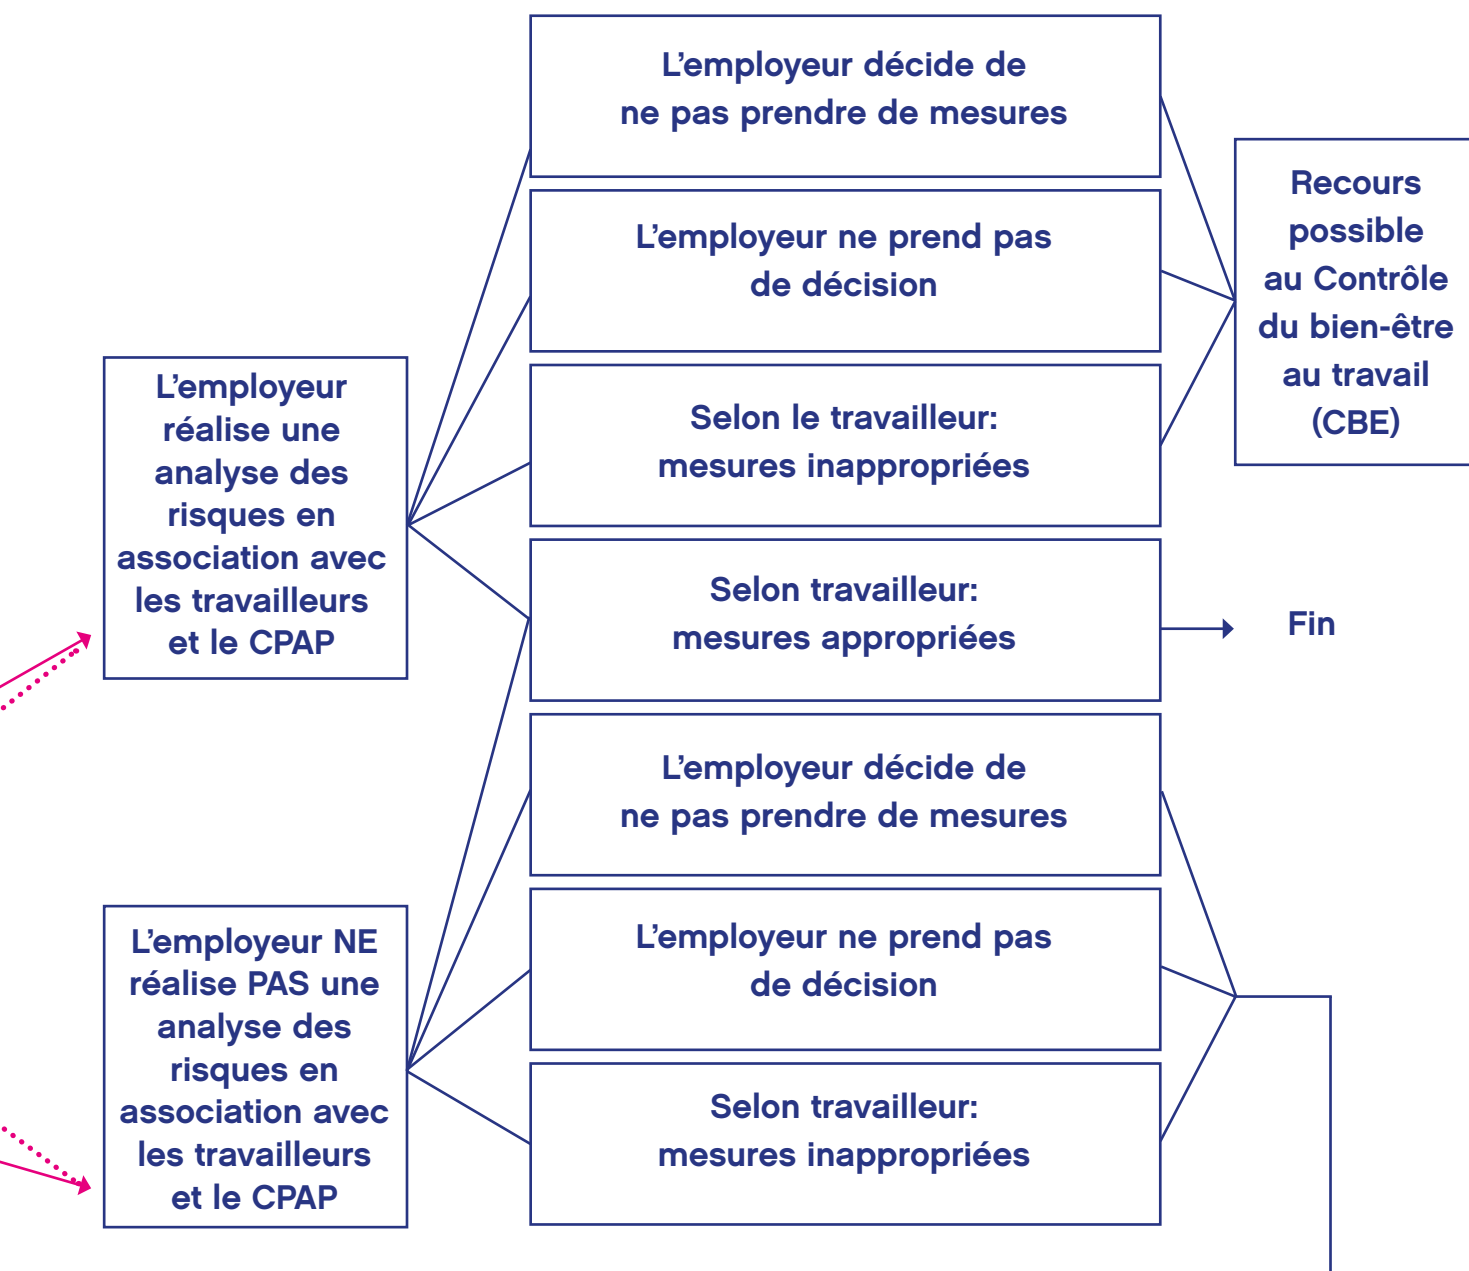 L'employeur
réalise une
analyse des
risques en
association avec
les travailleurs
et le CPAP
L'employeur NE
réalise PAS une
analyse des
risques en
association avec
les travailleurs
et le CPAP
L'employeur décide de
ne pas prendre de mesures
L'employeur ne prend pas
de décision
Selon le travailleur:
mesures inappropriées
Selon travailleur:
mesures appropriées
L'employeur décide de
ne pas prendre de mesures
L'employeur ne prend pas
de décision
Selon travailleur:
mesures inappropriées
Recours
possible
au Contrôle
du bien-être
au travail
(CBE)
Fin